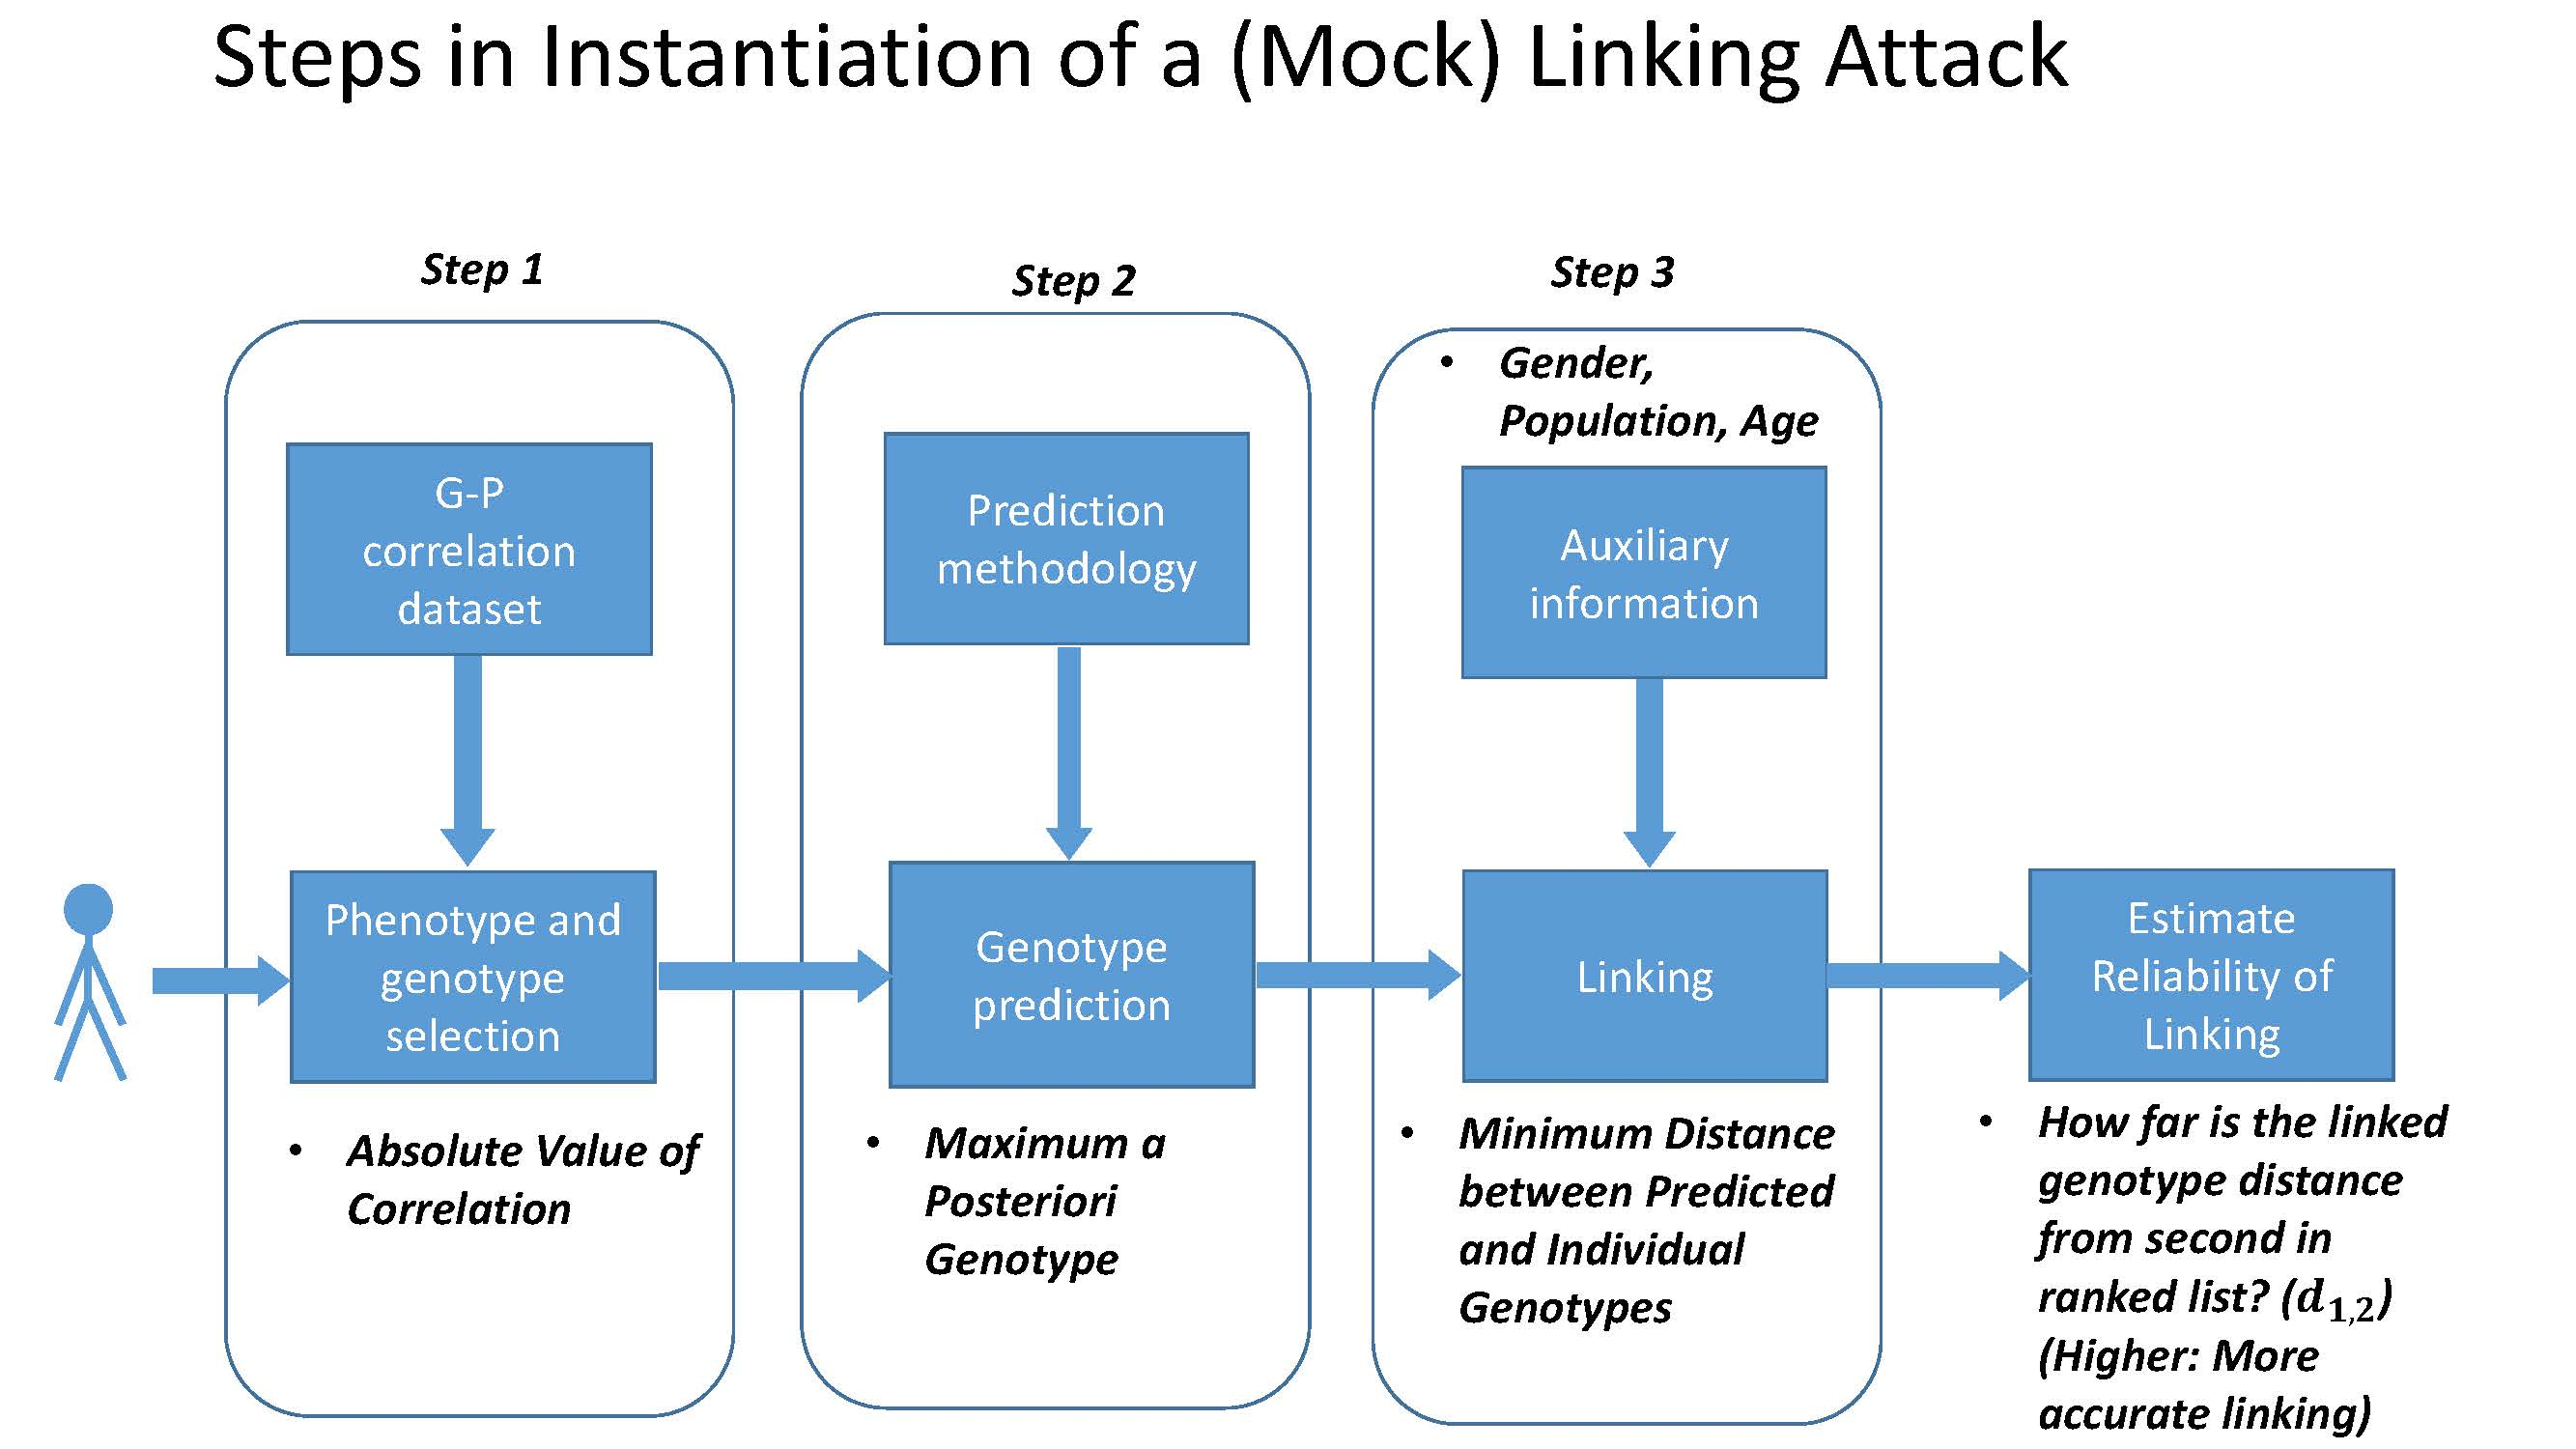 Steps in Instantiation of a (Mock) Linking Attack
Step 1
G-P
correlation
dataset
Phenotype and
genotype
selection
• Absolute Value of
Correlation
Step 2
Prediction
methodology
Genotype
prediction
• Maximum a
Posteriori
Genotype
Step 3
• Gender,
Population, Age
Auxiliary
information
Linking
• Minimum Distance
between Predicted
and Individual
Genotypes
Estimate
Reliability of
Linking
• How far is the linked
genotype distance
from second in
ranked list? (d₁,₂)
(Higher: More
accurate linking)